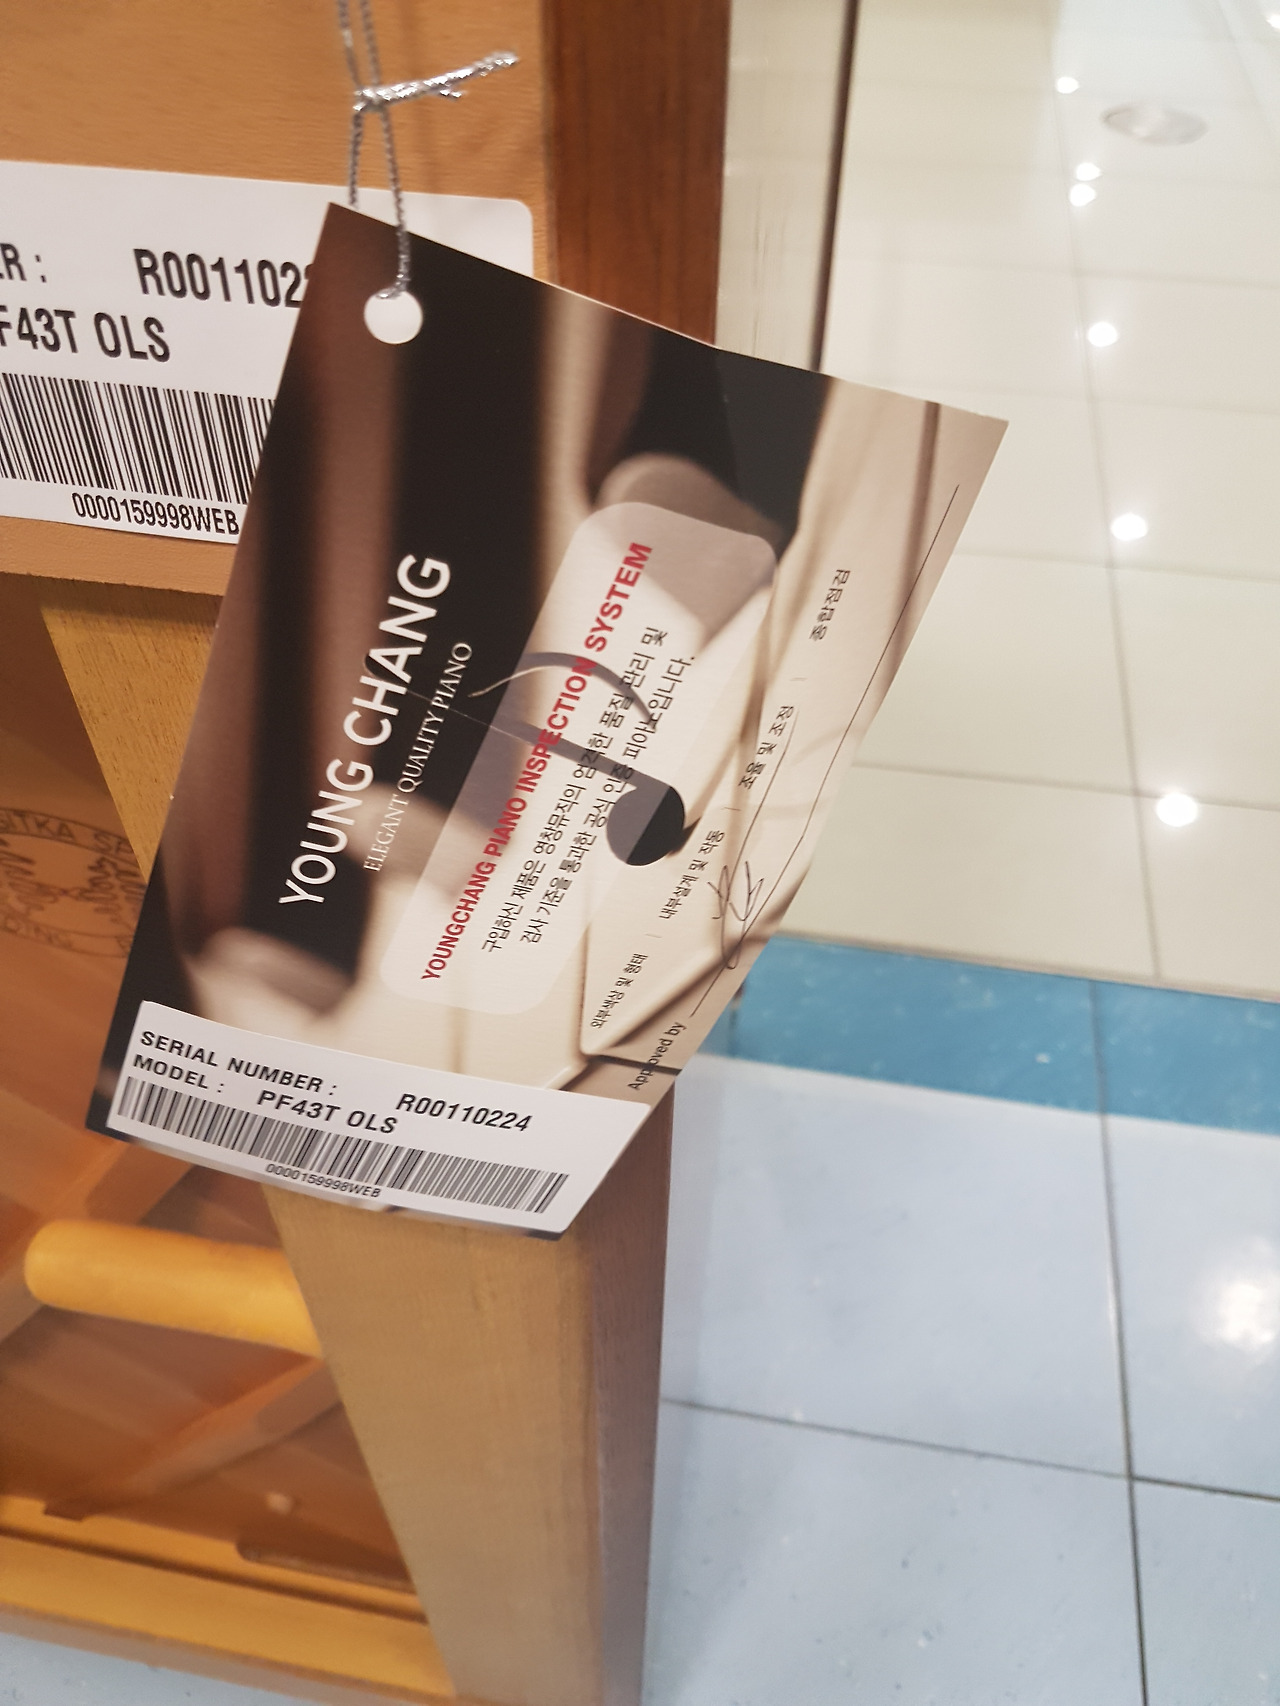 R : R0011022
F43T OLS
0000159998WEB
YOUNG CHANG
ELEGANT QUALITY PIANO
YOUNGCHANG PIANO INSPECTION SYSTEM
구입하신 제품은 영창뮤직의 엄격한 품질 관리 및
검사 기준을 통과한 공식 인증 피아노입니다.
외부색상 및 형태 | 내부설계 및 작동 | 조율 및 조정 | 종합점검
Approved by
SERIAL NUMBER : R00110224
MODEL : PF43T OLS
0000159998WEB
SITKA